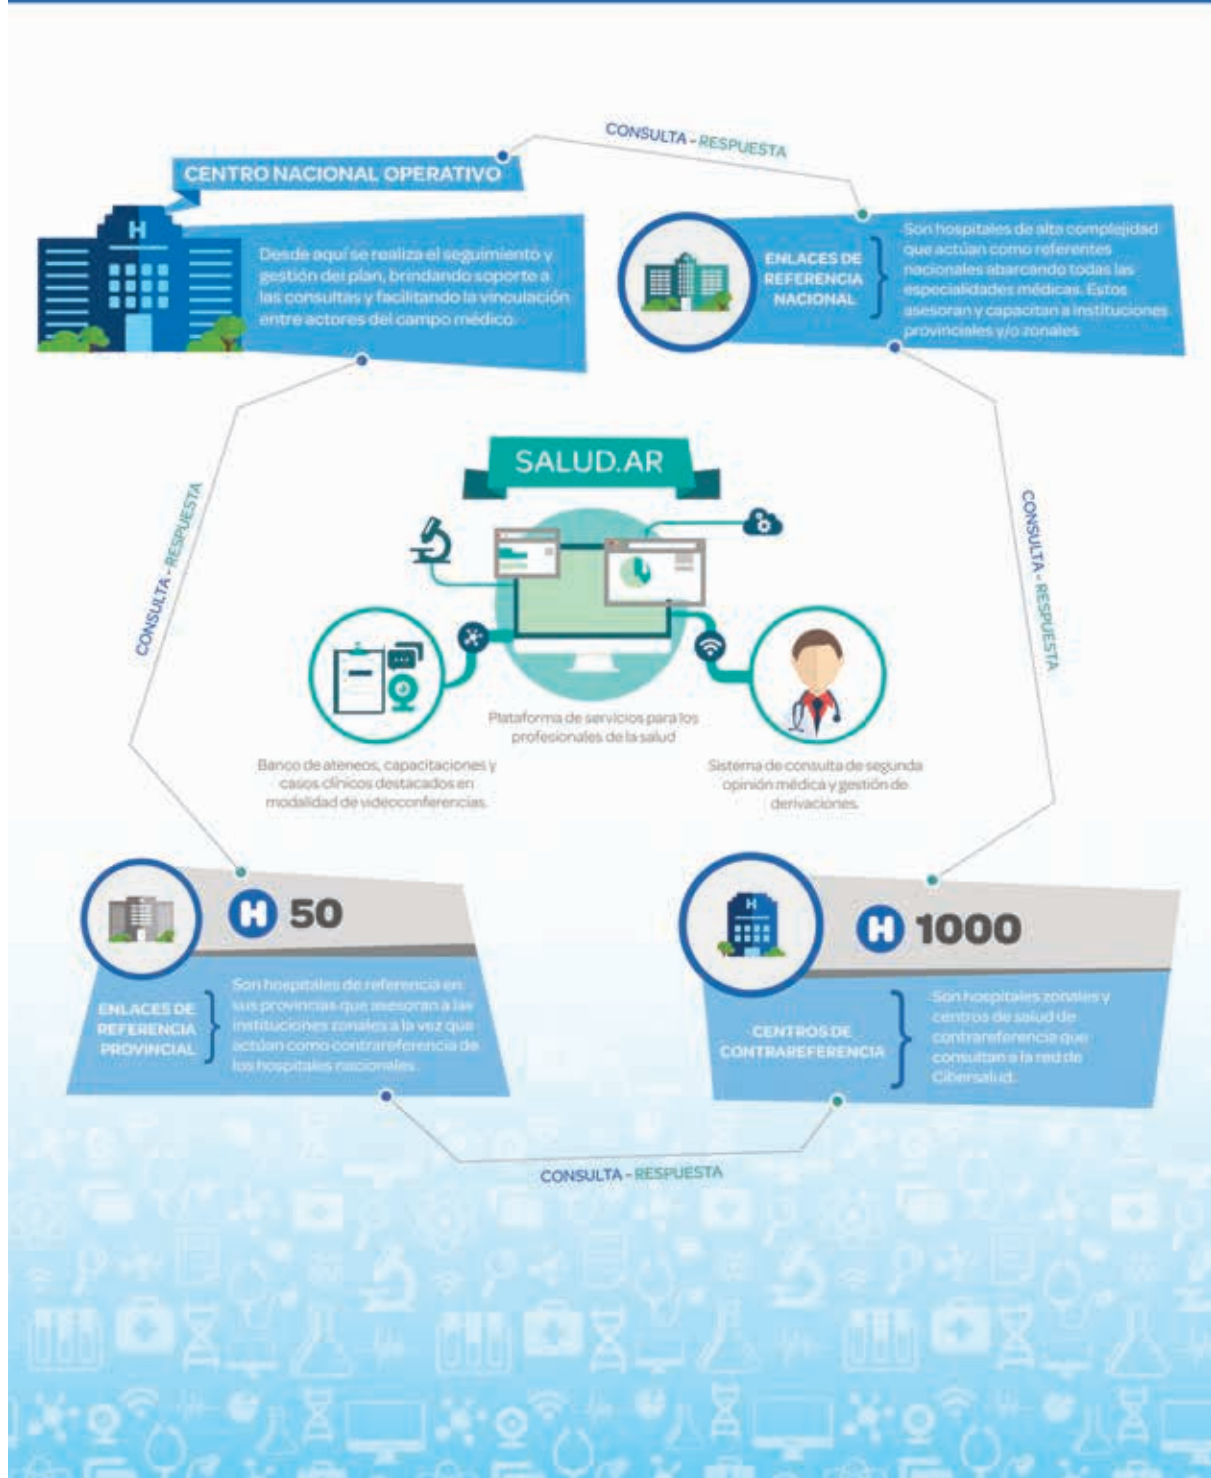 CONSULTA - RESPUESTA
CENTRO NACIONAL OPERATIVO
H
Desde aquí se realiza el seguimiento y
gestión del plan, brindando soporte a
las consultas y facilitando la vinculación
entre actores del campo médico.
ENLACES DE
REFERENCIA
NACIONAL
Son hospitales de alta complejidad
que actúan como referentes
nacionales abarcando todas las
especialidades médicas. Estos
asesoran y capacitan a instituciones
provinciales y/o zonales
SALUD.AR
CONSULTA - RESPUESTA
CONSULTA - RESPUESTA
Plataforma de servicios para los
profesionales de la salud
Banco de ateneos, capacitaciones y
casos clínicos destacados en
modalidad de videoconferencias.
Sistema de consulta de segunda
opinión médica y gestión de
derivaciones.
H 50
ENLACES DE
REFERENCIA
PROVINCIAL
Son hospitales de referencia en
sus provincias que asesoran a las
instituciones zonales a la vez que
actúan como contrareferencia de
los hospitales nacionales.
H
H 1000
CENTROS DE
CONTRAREFERENCIA
Son hospitales zonales y
centros de salud de
contrareferencia que
consultan a la red de
Cibersalud.
CONSULTA - RESPUESTA